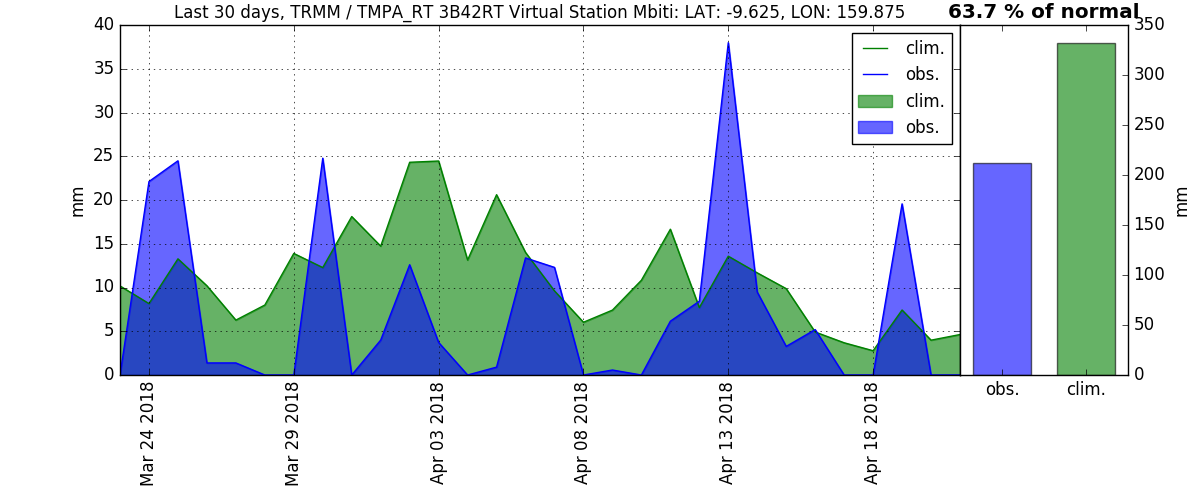 Last 30 days, TRMM / TMPA_RT 3B42RT Virtual Station Mbiti: LAT: -9.625, LON: 159.875
63.7 % of normal
40
35
30
25
20
15
10
5
0
mm
clim.
obs.
clim.
obs.
350
300
250
200
150
100
50
0
mm
obs.
clim.
Mar 24 2018
Mar 29 2018
Apr 03 2018
Apr 08 2018
Apr 13 2018
Apr 18 2018